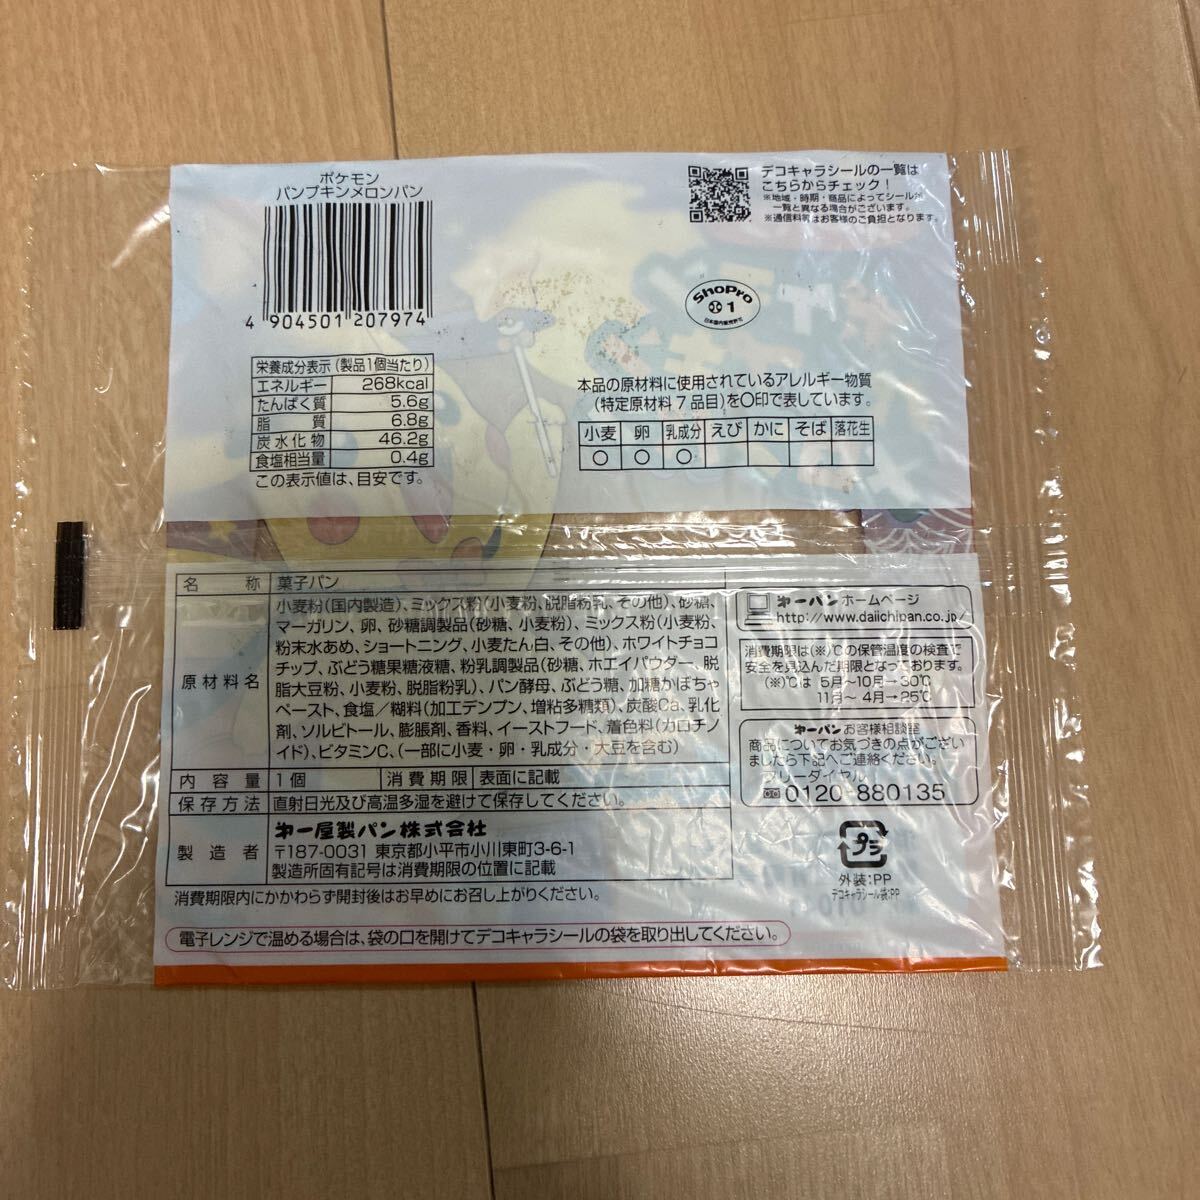 ポケモン
パンプキンメロンパン
4 904501 207974
デコキャラシールの一覧は
こちらからチェック！
※地域・時期・商品によってシールが
一覧と異なる場合がございます。
※通信料等はお客様のご負担となります。
ShoPro
1
日本国内販売許可
栄養成分表示(製品1個当たり)
エネルギー 268kcal
たんぱく質 5.6g
脂質 6.8g
炭水化物 46.2g
食塩相当量 0.4g
この表示値は、目安です。
本品の原材料に使用されているアレルギー物質
(特定原材料7品目)を〇印で表しています。
小麦 卵 乳成分 えび かに そば 落花生
〇 〇 〇
名称 菓子パン
原材料名
小麦粉(国内製造)、ミックス粉(小麦粉、脱脂粉乳、その他)、砂糖、
マーガリン、卵、砂糖調製品(砂糖、小麦粉)、ミックス粉(小麦粉、
粉末水あめ、ショートニング、小麦たん白、その他)、ホワイトチョコ
チップ、ぶどう糖果糖液糖、粉乳調製品(砂糖、ホエイパウダー、脱
脂大豆粉、小麦粉、脱脂粉乳)、パン酵母、ぶどう糖、加糖かぼちゃ
ペースト、食塩／糊料(加工デンプン、増粘多糖類)、炭酸Ca、乳化
剤、ソルビトール、膨脹剤、香料、イーストフード、着色料(カロチノ
イド)、ビタミンC、(一部に小麦・卵・乳成分・大豆を含む)
内容量 1個 消費期限 表面に記載
保存方法 直射日光及び高温多湿を避けて保存してください。
製造者
第一屋製パン株式会社
〒187-0031 東京都小平市小川東町3-6-1
製造所固有記号は消費期限の位置に記載
消費期限内にかかわらず開封後はお早めにお召し上がりください。
電子レンジで温める場合は、袋の口を開けてデコキャラシールの袋を取り出してください。
第一パン ホームページ
http://www.daiichipan.co.jp/
消費期限は(※)℃の保管温度の検査で
安全を見込んだ期限となっております。
(※)℃は 5月～10月→30℃
11月～ 4月→25℃
第一パン お客様相談室
商品についてお気づきの点がござい
ましたら下記へご連絡ください。
フリーダイヤル
0120-880135
プラ
外装:PP
デコキャラシール袋:PP